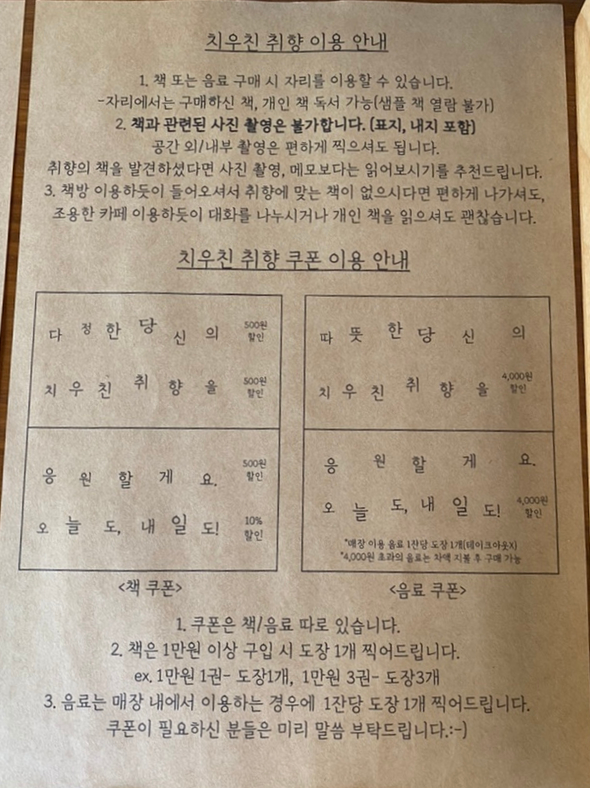 치우친 취향 이용 안내
1. 책 또는 음료 구매 시 자리를 이용할 수 있습니다.
-자리에서는 구매하신 책, 개인 책 독서 가능(샘플 책 열람 불가)
2. 책과 관련된 사진 촬영은 불가합니다. (표지, 내지 포함)
공간 외/내부 촬영은 편하게 찍으셔도 됩니다.
취향의 책을 발견하셨다면 사진 촬영, 메모보다는 읽어보시기를 추천드립니다.
3. 책방 이용하듯이 들어오셔서 취향에 맞는 책이 없으시다면 편하게 나가셔도,
조용한 카페 이용하듯이 대화를 나누시거나 개인 책을 읽으셔도 괜찮습니다.
치우친 취향 쿠폰 이용 안내
다 정 한 당 신 의 500원 할인
치 우 친 취 향 을 500원 할인
응 원 할 게 요. 500원 할인
오 늘 도, 내 일 도! 10% 할인
<책 쿠폰>
따 뜻 한 당 신 의
치 우 친 취 향 을 4,000원 할인
응 원 할 게 요.
오 늘 도, 내 일 도! 4,000원 할인
*매장 이용 음료 1잔당 도장 1개(테이크아웃X)
*4,000원 초과의 음료는 차액 지불 후 구매 가능
<음료 쿠폰>
1. 쿠폰은 책/음료 따로 있습니다.
2. 책은 1만원 이상 구입 시 도장 1개 찍어드립니다.
ex. 1만원 1권- 도장1개, 1만원 3권- 도장3개
3. 음료는 매장 내에서 이용하는 경우에 1잔당 도장 1개 찍어드립니다.
쿠폰이 필요하신 분들은 미리 말씀 부탁드립니다.:-)